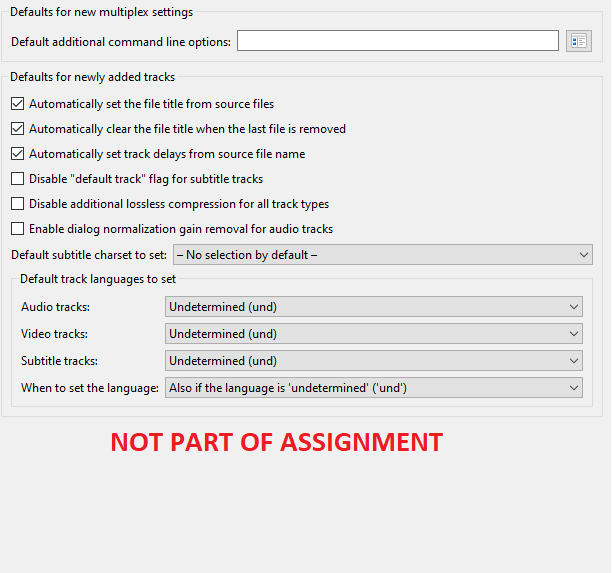 Defaults for new multiplex settings
Default additional command line options:
Defaults for newly added tracks
Automatically set the file title from source files
Automatically clear the file title when the last file is removed
Automatically set track delays from source file name
Disable "default track" flag for subtitle tracks
Disable additional lossless compression for all track types
Enable dialog normalization gain removal for audio tracks
Default subtitle charset to set: – No selection by default –
Default track languages to set
Audio tracks: Undetermined (und)
Video tracks: Undetermined (und)
Subtitle tracks: Undetermined (und)
When to set the language: Also if the language is 'undetermined' ('und')
NOT PART OF ASSIGNMENT